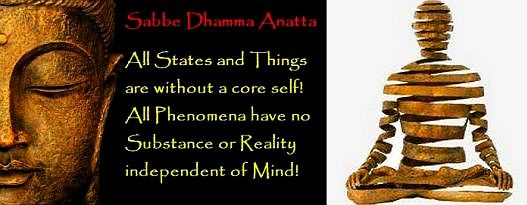 Sabbe Dhamma Anatta
All States and Things
are without a core self!
All Phenomena have no
Substance or Reality
independent of Mind!